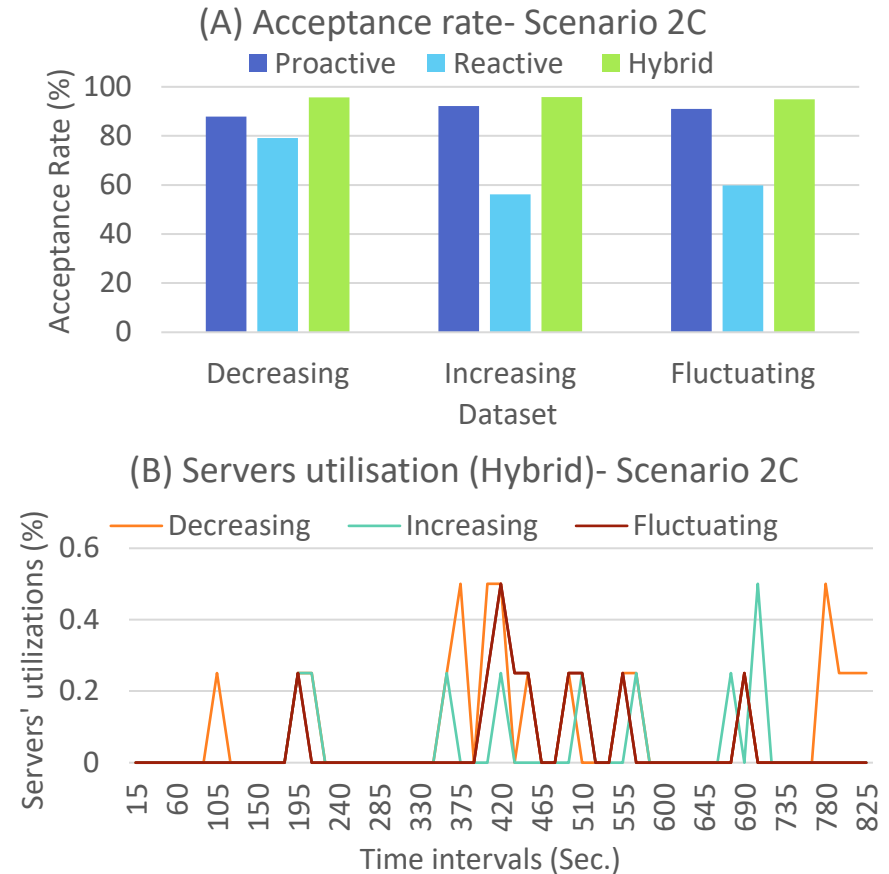 (A) Acceptance rate- Scenario 2C
Proactive Reactive Hybrid
Acceptance Rate (%)
100
80
60
40
20
0
Decreasing Increasing Fluctuating
Dataset
(B) Servers utilisation (Hybrid)- Scenario 2C
Decreasing Increasing Fluctuating
Servers' utilizations (%)
0.6
0.4
0.2
0
15 60 105 150 195 240 285 330 375 420 465 510 555 600 645 690 735 780 825
Time intervals (Sec.)